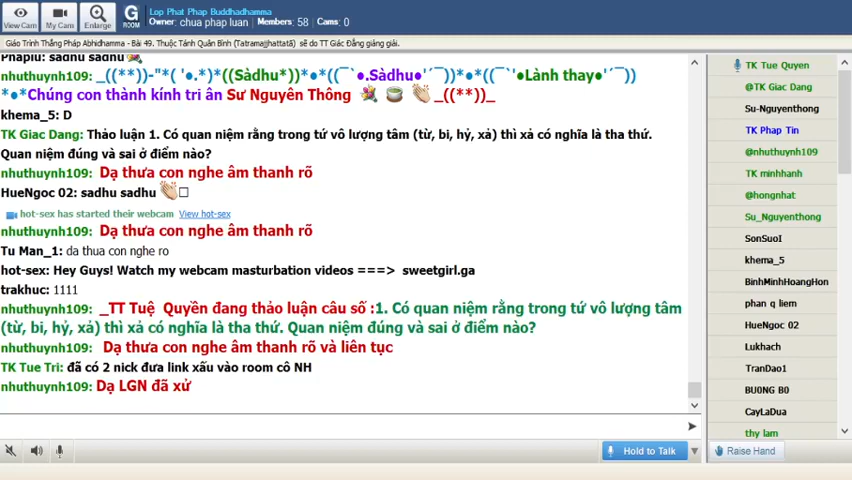 Lop Phat Phap Buddhadhamma
Owner: chua phap luan   Members: 58   Cams: 0
View Cam
My Cam
Enlarge
G
ROOM
Giáo Trình Thắng Pháp Abhidhamma - Bài 49. Thuộc Tánh Quân Bình (Tatramajjhattatā) sẽ do TT Giác Đẳng giảng giải.
Phapla: sadhu sadhu
nhuthuynh109: _((**))-"*( '●.*)*((Sàdhu*))*●*((¯`●.Sàdhu●'´¯))*●*((¯`'●Lành thay●'´¯))
*●*Chúng con thành kính tri ân Sư Nguyên Thông _((**))_
khema_5: D
TK Giac Dang: Thảo luận 1. Có quan niệm rằng trong tứ vô lượng tâm (từ, bi, hỷ, xả) thì xả có nghĩa là tha thứ.
Quan niệm đúng và sai ở điểm nào?
nhuthuynh109: Dạ thưa con nghe âm thanh rõ
HueNgoc 02: sadhu sadhu
hot-sex has started their webcam View hot-sex
nhuthuynh109: Dạ thưa con nghe âm thanh rõ
Tu Man_1: da thua con nghe ro
hot-sex: Hey Guys! Watch my webcam masturbation videos ===> sweetgirl.ga
trakhuc: 1111
nhuthuynh109: _TT Tuệ Quyền đang thảo luận câu số :1. Có quan niệm rằng trong tứ vô lượng tâm
(từ, bi, hỷ, xả) thì xả có nghĩa là tha thứ. Quan niệm đúng và sai ở điểm nào?
nhuthuynh109: Dạ thưa con nghe âm thanh rõ và liên tục
TK Tue Tri: đã có 2 nick đưa link xấu vào room cô NH
nhuthuynh109: Dạ LGN đã xử
Hold to Talk
TK Tue Quyen
@TK Giac Dang
Su-Nguyenthong
TK Phap Tin
@nhuthuynh109
TK minhhanh
@hongnhat
Su_Nguyenthong
SonSuoI
khema_5
BinhMinhHoangHon
phan q liem
HueNgoc 02
Lukhach
TranDao1
BU0NG B0
CayLaDua
thy lam
Raise Hand